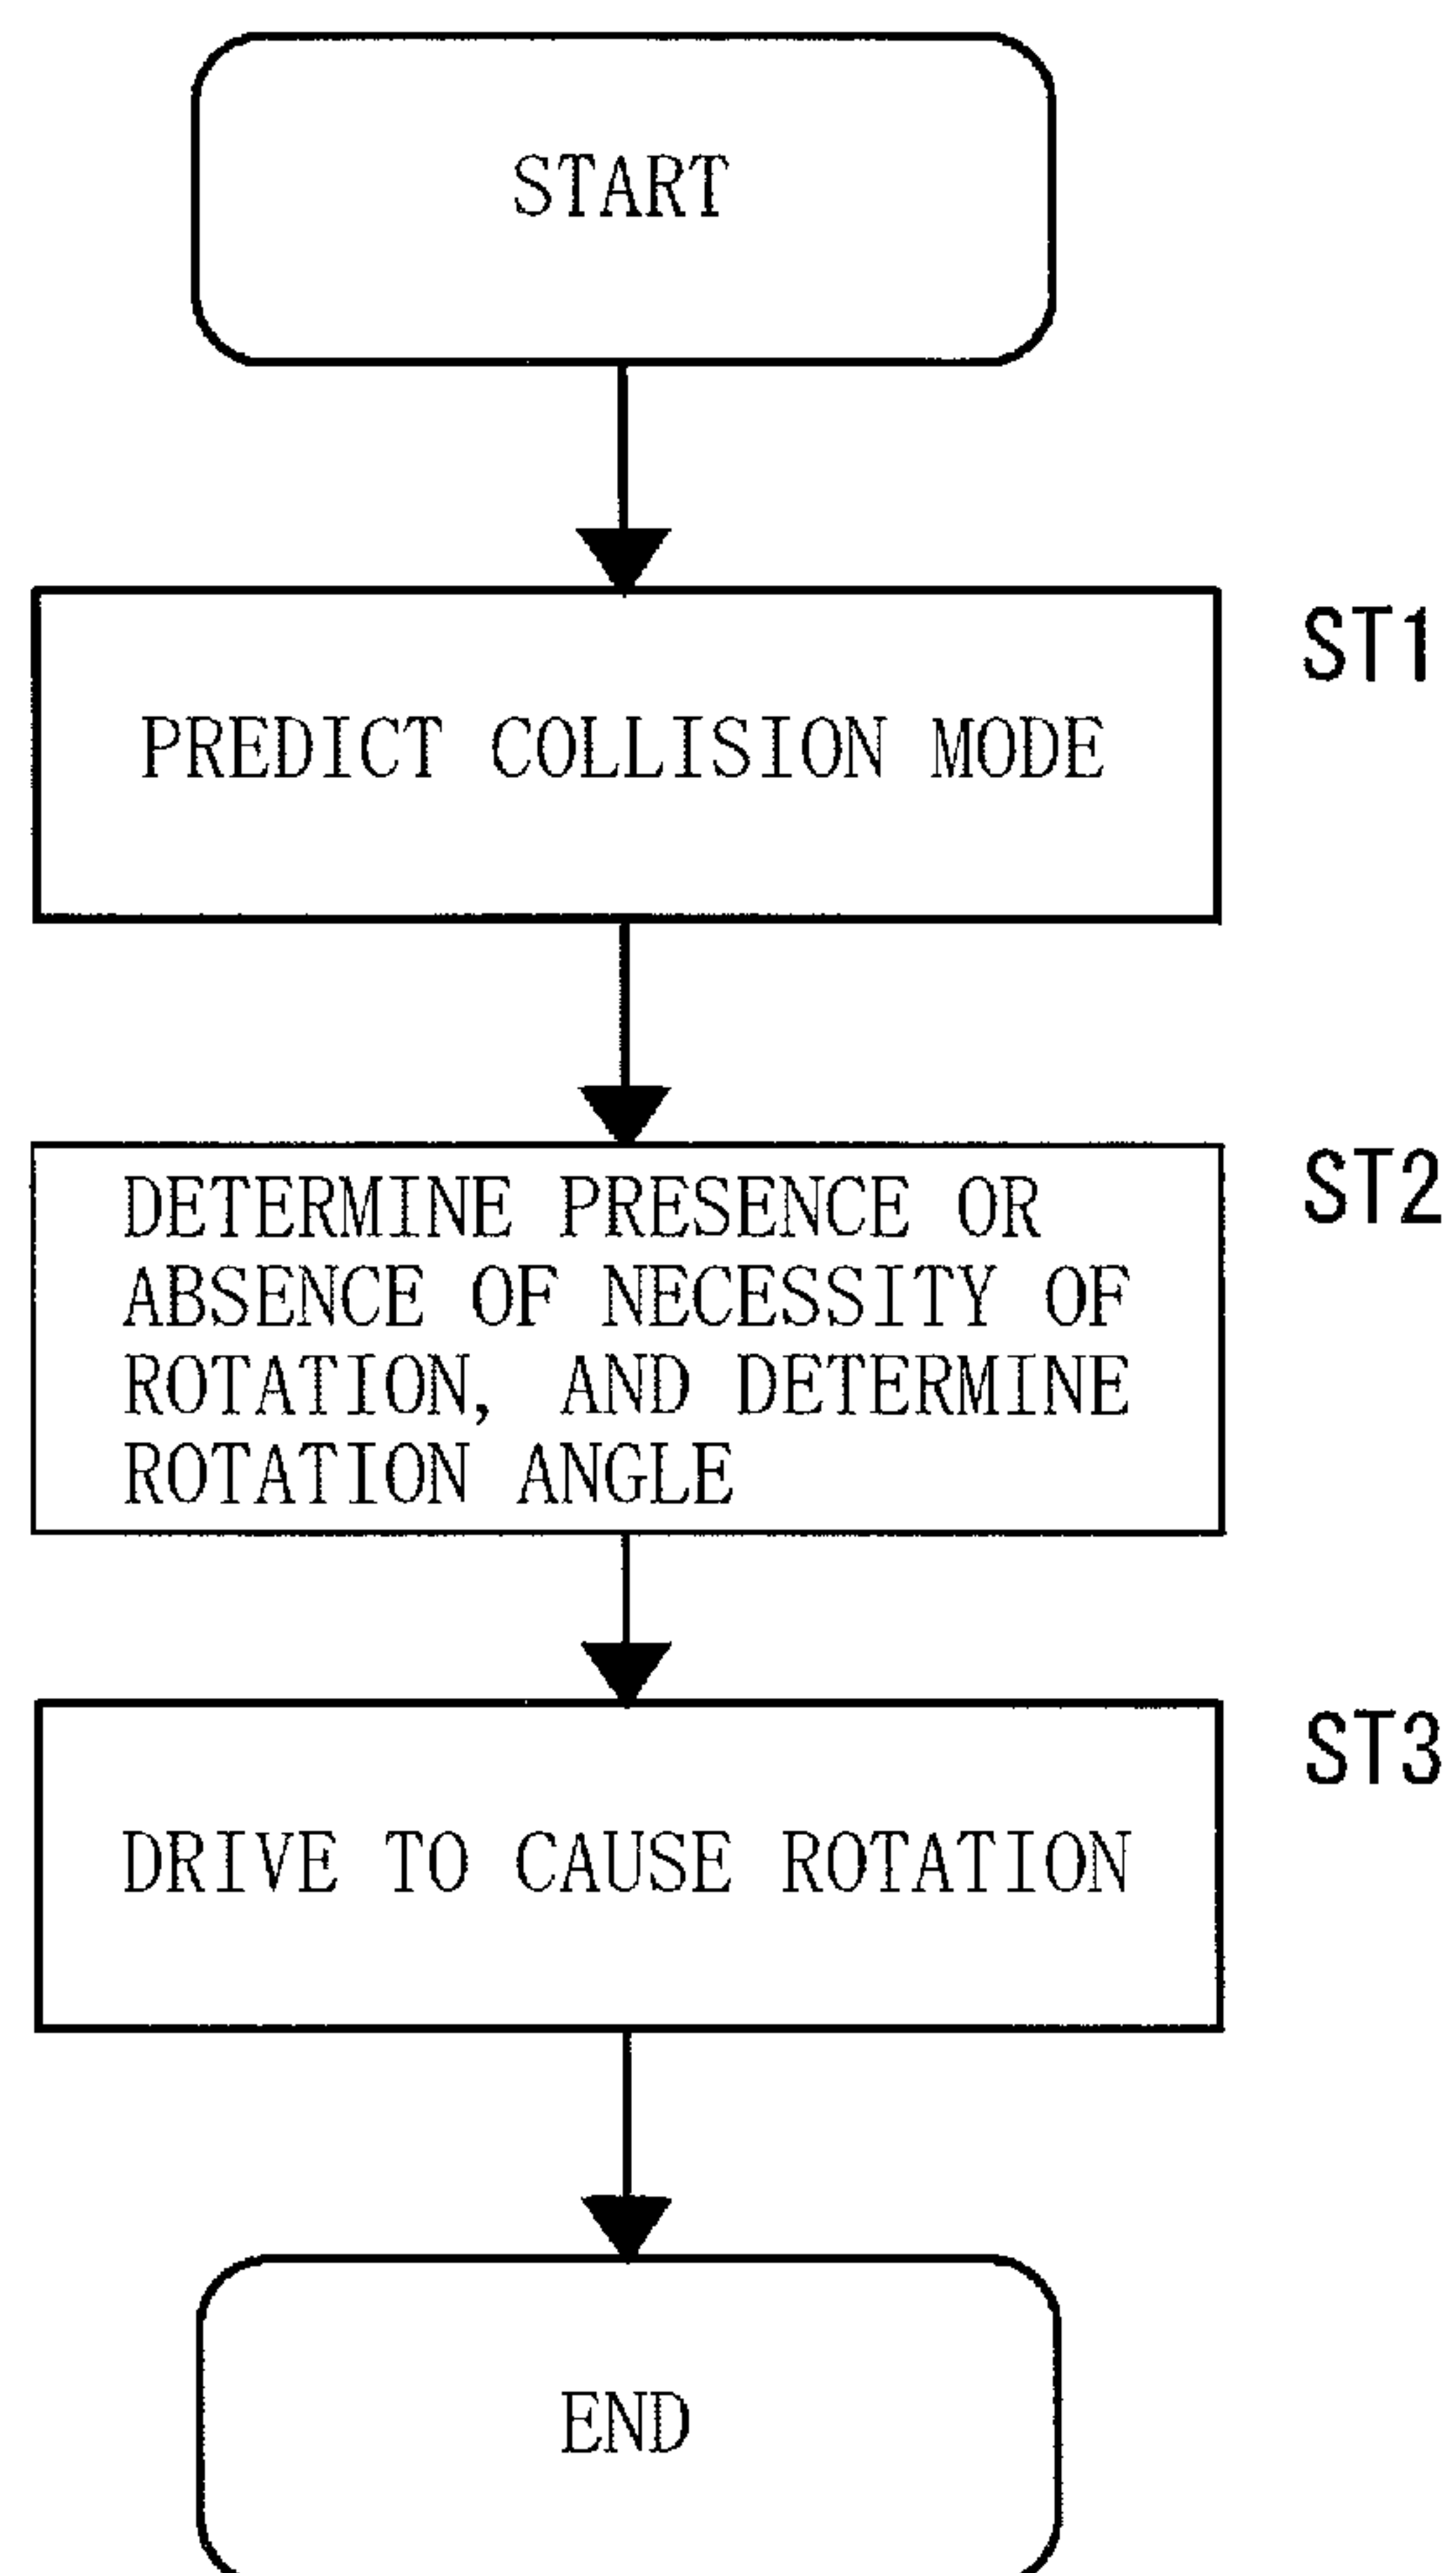 START
ST1
PREDICT COLLISION MODE
ST2
DETERMINE PRESENCE OR
ABSENCE OF NECESSITY OF
ROTATION, AND DETERMINE
ROTATION ANGLE
ST3
DRIVE TO CAUSE ROTATION
END